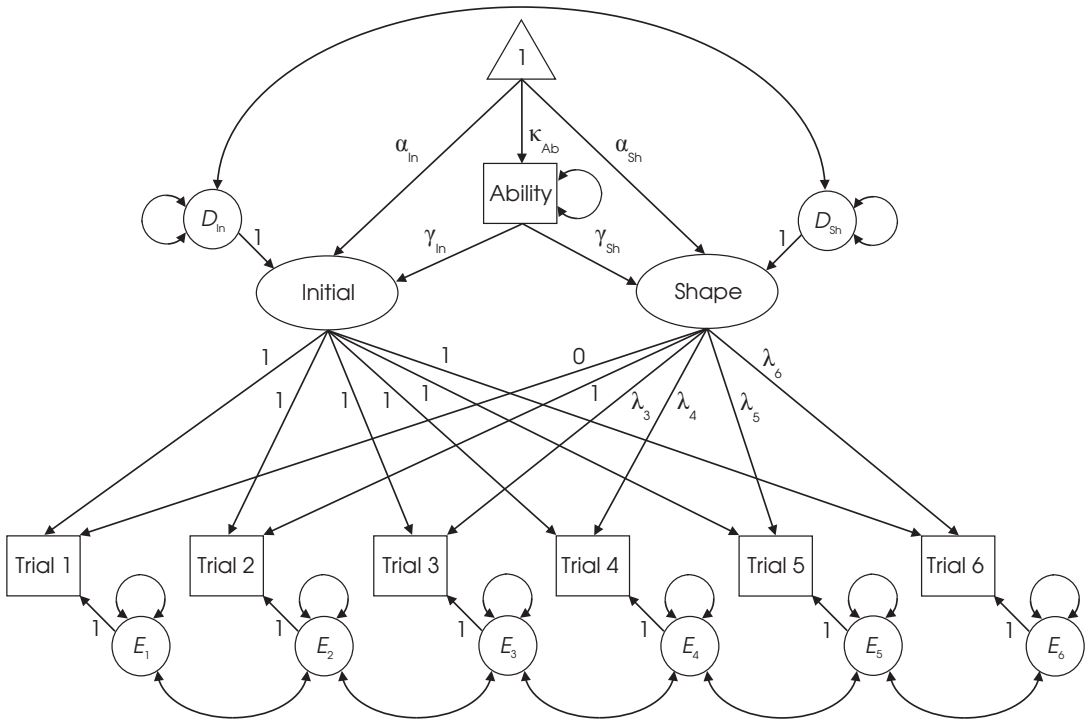 1
α_In
κ_Ab
α_Sh
Ability
D_In
D_Sh
1
γ_In
γ_Sh
1
Initial
Shape
1
1
0
λ_6
1
1
1
1
1
λ_3
λ_4
λ_5
Trial 1
Trial 2
Trial 3
Trial 4
Trial 5
Trial 6
1
E_1
1
E_2
1
E_3
1
E_4
1
E_5
1
E_6